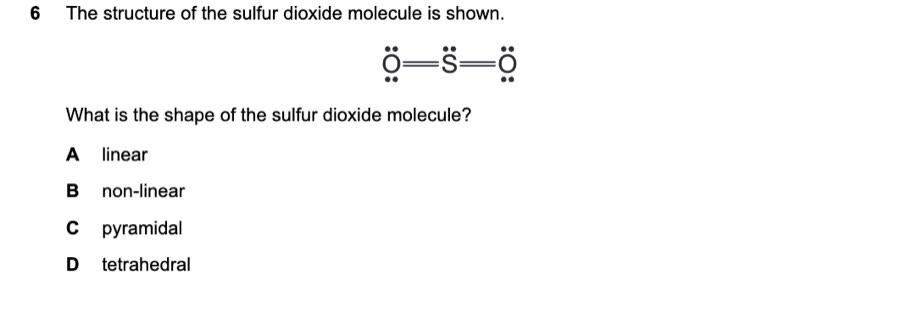 6 The structure of the sulfur dioxide molecule is shown.
Ö=S̈=Ö
What is the shape of the sulfur dioxide molecule?
A linear
B non-linear
C pyramidal
D tetrahedral